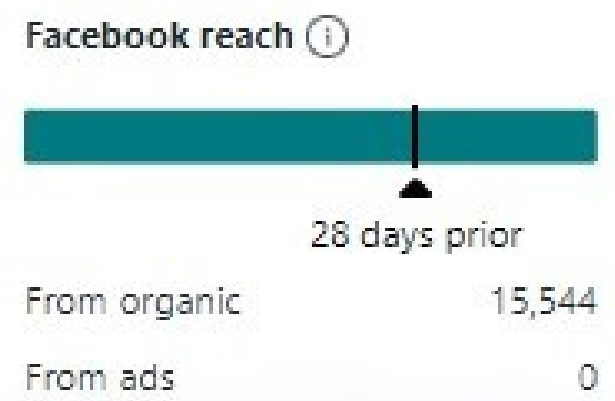 Facebook reach
28 days prior
From organic 15,544
From ads 0